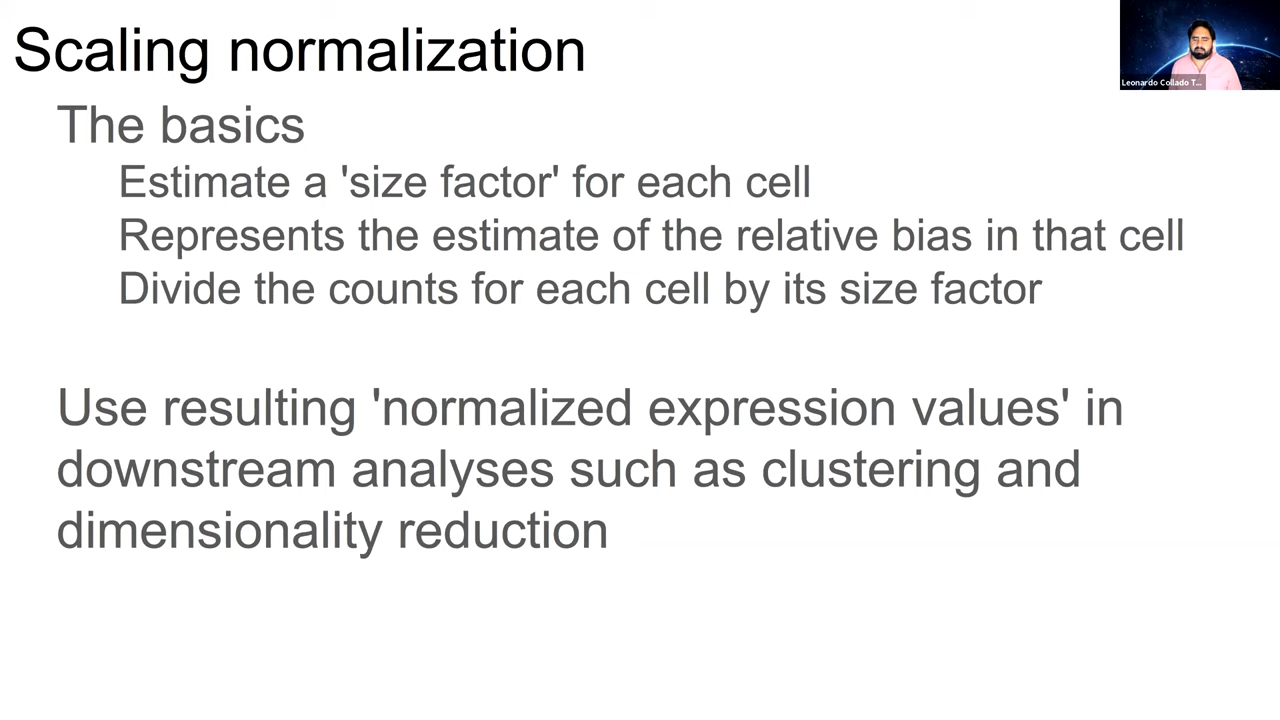 Scaling normalization
Leonardo Collado T...
The basics
Estimate a 'size factor' for each cell
Represents the estimate of the relative bias in that cell
Divide the counts for each cell by its size factor
Use resulting 'normalized expression values' in
downstream analyses such as clustering and
dimensionality reduction